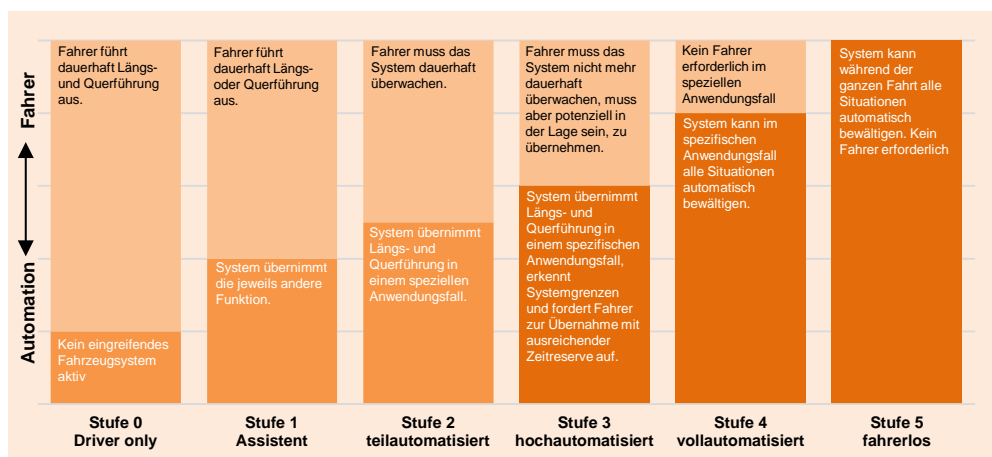 Fahrer
Automation
Fahrer führt
dauerhaft Längs-
und Querführung
aus.
Kein eingreifendes
Fahrzeugsystem
aktiv
Stufe 0
Driver only
Fahrer führt
dauerhaft Längs-
oder Querführung
aus.
System übernimmt
die jeweils andere
Funktion.
Stufe 1
Assistent
Fahrer muss das
System dauerhaft
überwachen.
System übernimmt
Längs- und
Querführung in
einem speziellen
Anwendungsfall.
Stufe 2
teilautomatisiert
Fahrer muss das
System nicht mehr
dauerhaft
überwachen, muss
aber potenziell in
der Lage sein, zu
übernehmen.
System übernimmt
Längs- und
Querführung in
einem spezifischen
Anwendungsfall,
erkennt
Systemgrenzen
und fordert Fahrer
zur Übernahme mit
ausreichender
Zeitreserve auf.
Stufe 3
hochautomatisiert
Kein Fahrer
erforderlich im
speziellen
Anwendungsfall
System kann im
spezifischen
Anwendungsfall
alle Situationen
automatisch
bewältigen.
Stufe 4
vollautomatisiert
System kann
während der
ganzen Fahrt alle
Situationen
automatisch
bewältigen. Kein
Fahrer erforderlich
Stufe 5
fahrerlos